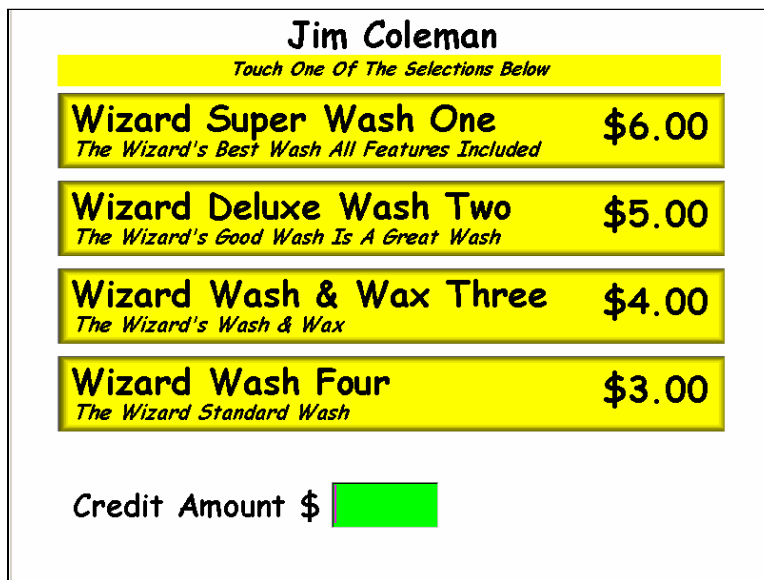 Jim Coleman
Touch One Of The Selections Below
Wizard Super Wash One $6.00
The Wizard's Best Wash All Features Included
Wizard Deluxe Wash Two $5.00
The Wizard's Good Wash Is A Great Wash
Wizard Wash & Wax Three $4.00
The Wizard's Wash & Wax
Wizard Wash Four $3.00
The Wizard Standard Wash
Credit Amount $